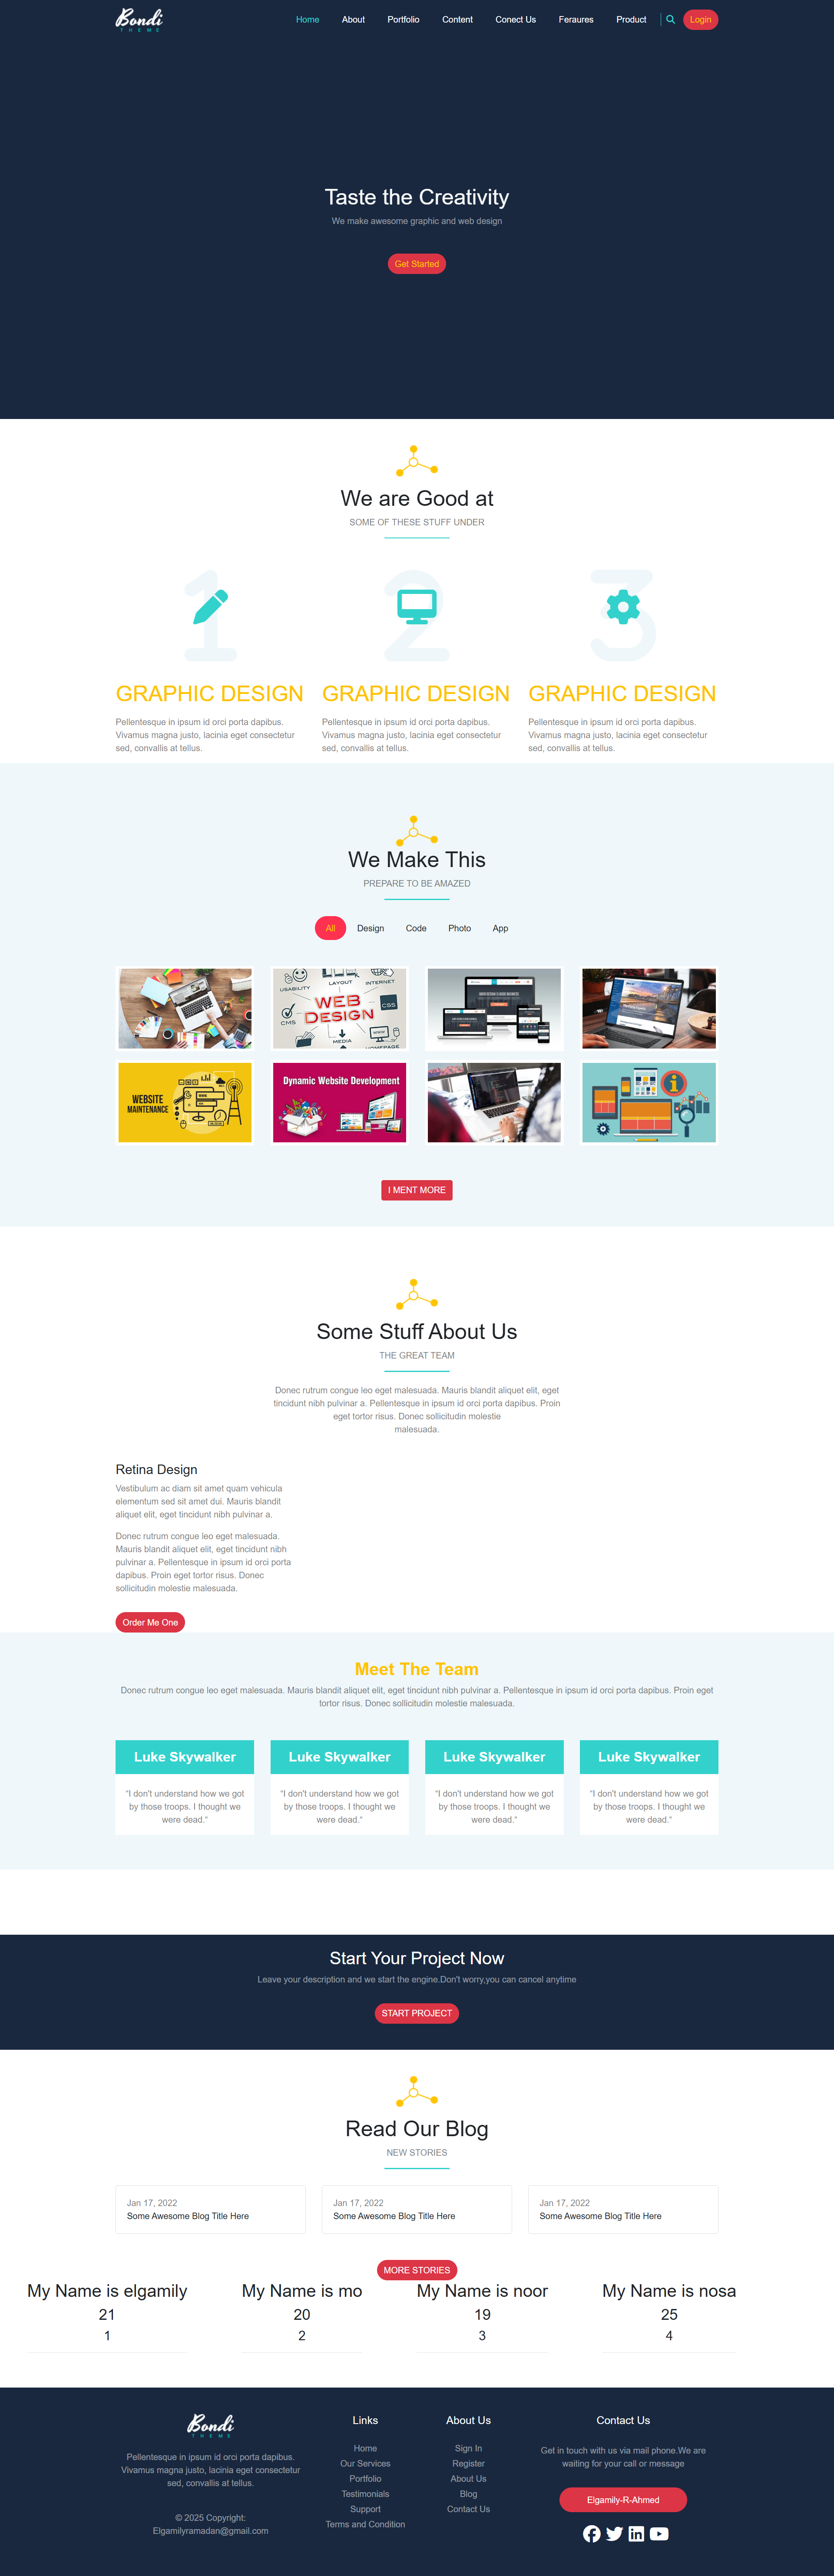 Bondi
THEME
Home About Portfolio Content Conect Us Feraures Product Login
Taste the Creativity
We make awesome graphic and web design
Get Started
We are Good at
SOME OF THESE STUFF UNDER
1 2 3
GRAPHIC DESIGN GRAPHIC DESIGN GRAPHIC DESIGN
Pellentesque in ipsum id orci porta dapibus.
Vivamus magna justo, lacinia eget consectetur
sed, convallis at tellus.
Pellentesque in ipsum id orci porta dapibus.
Vivamus magna justo, lacinia eget consectetur
sed, convallis at tellus.
Pellentesque in ipsum id orci porta dapibus.
Vivamus magna justo, lacinia eget consectetur
sed, convallis at tellus.
We Make This
PREPARE TO BE AMAZED
All Design Code Photo App
USABILITY
LAYOUT
INTERNET
WEB
DESIGN
CSS
CMS
MEDIA
HOMEPAGE
WEBSITE
MAINTENANCE
Dynamic Website Development
I MENT MORE
Some Stuff About Us
THE GREAT TEAM
Donec rutrum congue leo eget malesuada. Mauris blandit aliquet elit, eget
tincidunt nibh pulvinar a. Pellentesque in ipsum id orci porta dapibus. Proin
eget tortor risus. Donec sollicitudin molestie
malesuada.
Retina Design
Vestibulum ac diam sit amet quam vehicula
elementum sed sit amet dui. Mauris blandit
aliquet elit, eget tincidunt nibh pulvinar a.
Donec rutrum congue leo eget malesuada.
Mauris blandit aliquet elit, eget tincidunt nibh
pulvinar a. Pellentesque in ipsum id orci porta
dapibus. Proin eget tortor risus. Donec
sollicitudin molestie malesuada.
Order Me One
Meet The Team
Donec rutrum congue leo eget malesuada. Mauris blandit aliquet elit, eget tincidunt nibh pulvinar a. Pellentesque in ipsum id orci porta dapibus. Proin eget
tortor risus. Donec sollicitudin molestie malesuada.
Luke Skywalker
"I don't understand how we got
by those troops. I thought we
were dead."
Luke Skywalker
"I don't understand how we got
by those troops. I thought we
were dead."
Luke Skywalker
"I don't understand how we got
by those troops. I thought we
were dead."
Luke Skywalker
"I don't understand how we got
by those troops. I thought we
were dead."
Start Your Project Now
Leave your description and we start the engine.Don't worry,you can cancel anytime
START PROJECT
Read Our Blog
NEW STORIES
Jan 17, 2022
Some Awesome Blog Title Here
Jan 17, 2022
Some Awesome Blog Title Here
Jan 17, 2022
Some Awesome Blog Title Here
MORE STORIES
My Name is elgamily
21
1
My Name is mo
20
2
My Name is noor
19
3
My Name is nosa
25
4
Bondi
THEME
Pellentesque in ipsum id orci porta dapibus.
Vivamus magna justo, lacinia eget consectetur
sed, convallis at tellus.
© 2025 Copyright:
Elgamilyramadan@gmail.com
Links
Home
Our Services
Portfolio
Testimonials
Support
Terms and Condition
About Us
Sign In
Register
About Us
Blog
Contact Us
Contact Us
Get in touch with us via mail phone.We are
waiting for your call or message
Elgamily-R-Ahmed